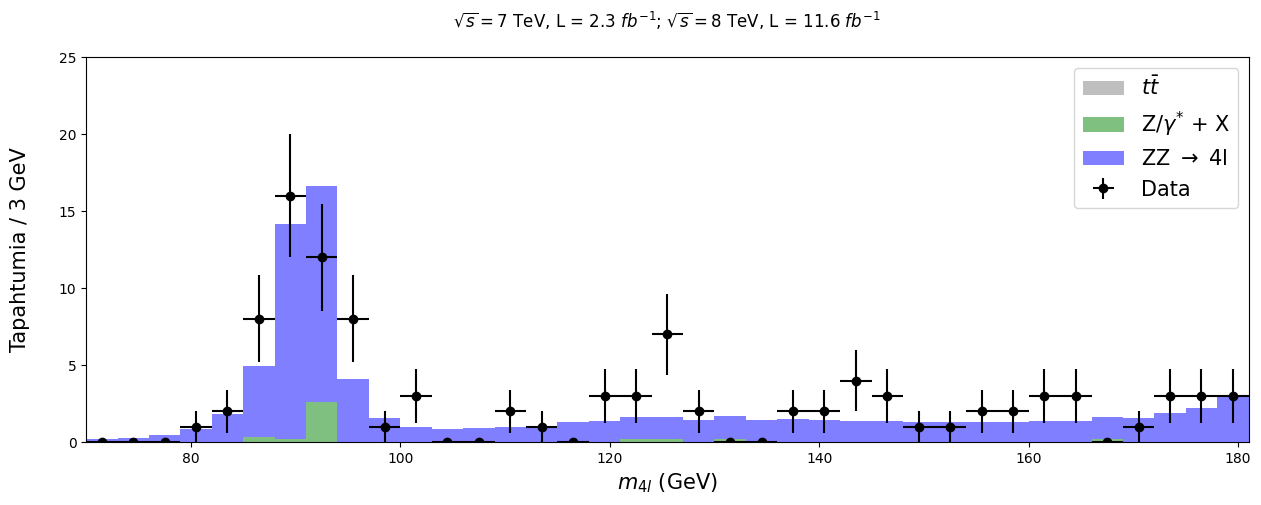 √s = 7 TeV, L = 2.3 fb⁻¹; √s = 8 TeV, L = 11.6 fb⁻¹
25
20
15
10
5
0
Tapahtumia / 3 GeV
tt̄
Z/γ* + X
ZZ → 4l
Data
80 100 120 140 160 180
m₄ₗ (GeV)